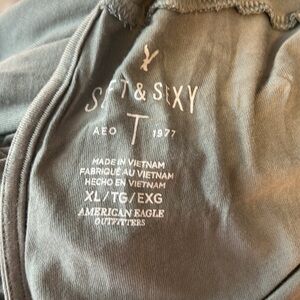 SOFT & SEXY
AEO T 1977
MADE IN VIETNAM
FABRIQUÉ AU VIETNAM
HECHO EN VIETNAM
XL/TG/EXG
AMERICAN EAGLE
OUTFITTERS